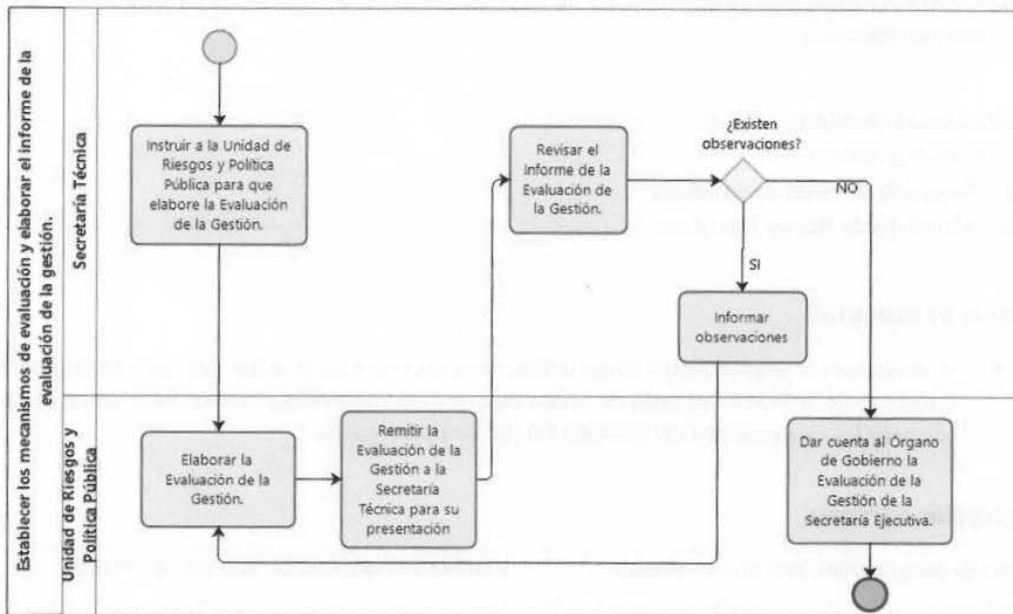 Establecer los mecanismos de evaluación y elaborar el informe de la
evaluación de la gestión.
Secretaría Técnica
Instruir a la Unidad de
Riesgos y Política
Pública para que
elabore la Evaluación
de la Gestión.
Revisar el
Informe de la
Evaluación de
la Gestión.
¿Existen
observaciones?
NO
SI
Informar
observaciones
Unidad de Riesgos y
Política Pública
Elaborar la
Evaluación de la
Gestión.
Remitir la
Evaluación de la
Gestión a la
Secretaría
Técnica para su
presentación
Dar cuenta al Órgano
de Gobierno la
Evaluación de la
Gestión de la
Secretaría Ejecutiva.